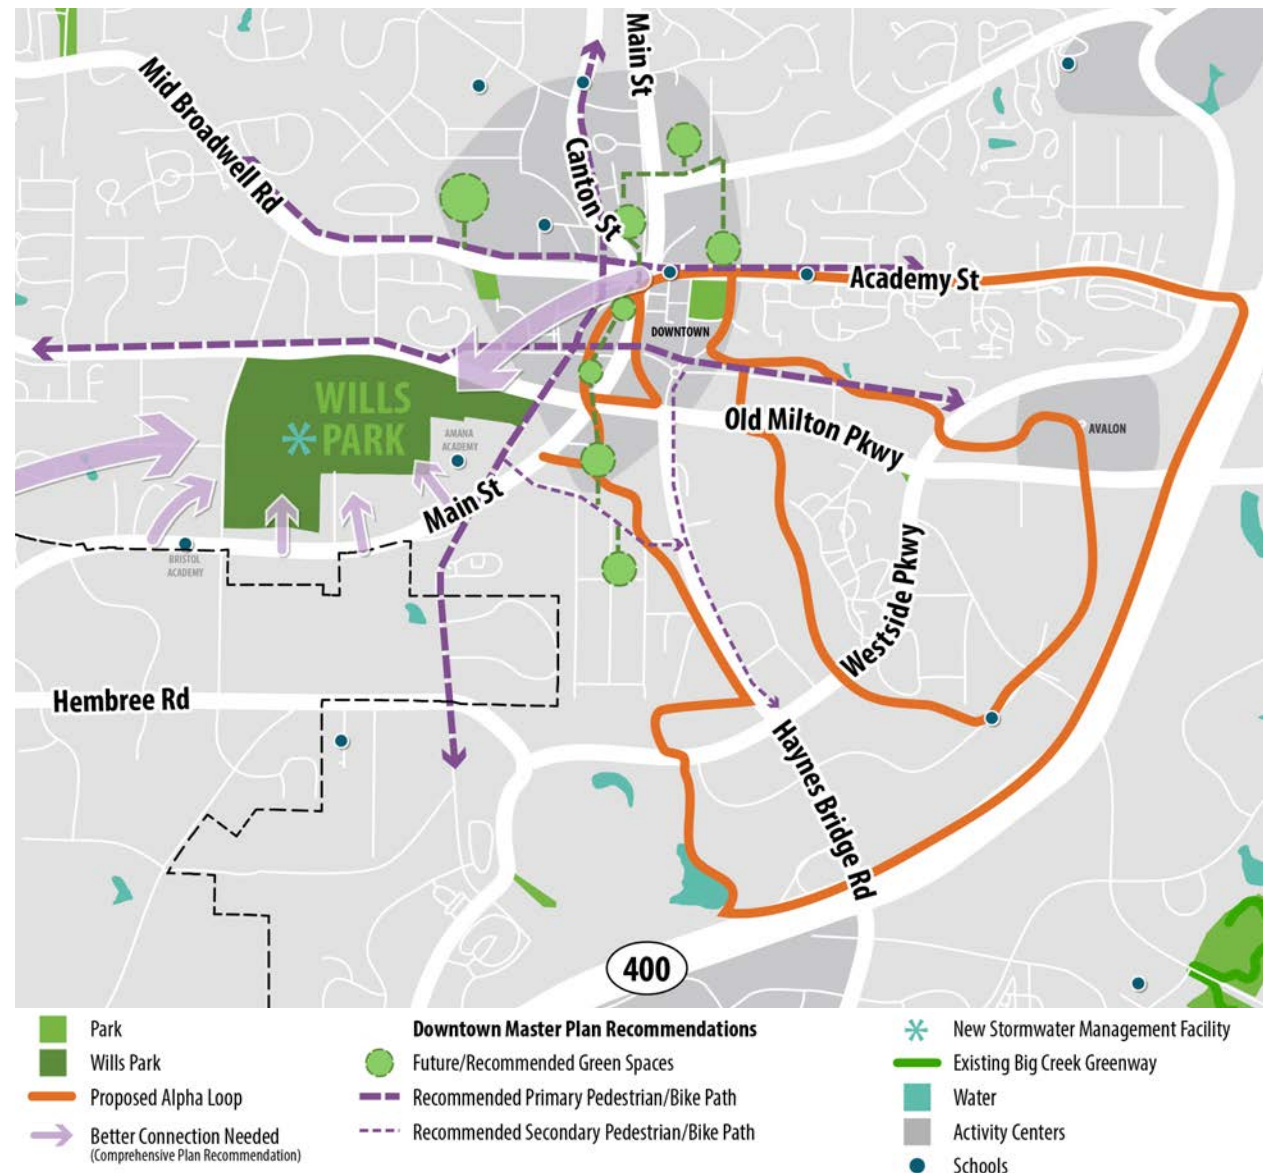 Main St
Mid Broadwell Rd
Canton St
Academy St
DOWNTOWN
WILLS
PARK
AMANA
ACADEMY
Old Milton Pkwy
AVALON
Main St
BRISTOL
ACADEMY
Westside Pkwy
Hembree Rd
Haynes Bridge Rd
400
Park
Wills Park
Proposed Alpha Loop
Better Connection Needed
(Comprehensive Plan Recommendation)
Downtown Master Plan Recommendations
Future/Recommended Green Spaces
Recommended Primary Pedestrian/Bike Path
Recommended Secondary Pedestrian/Bike Path
New Stormwater Management Facility
Existing Big Creek Greenway
Water
Activity Centers
Schools